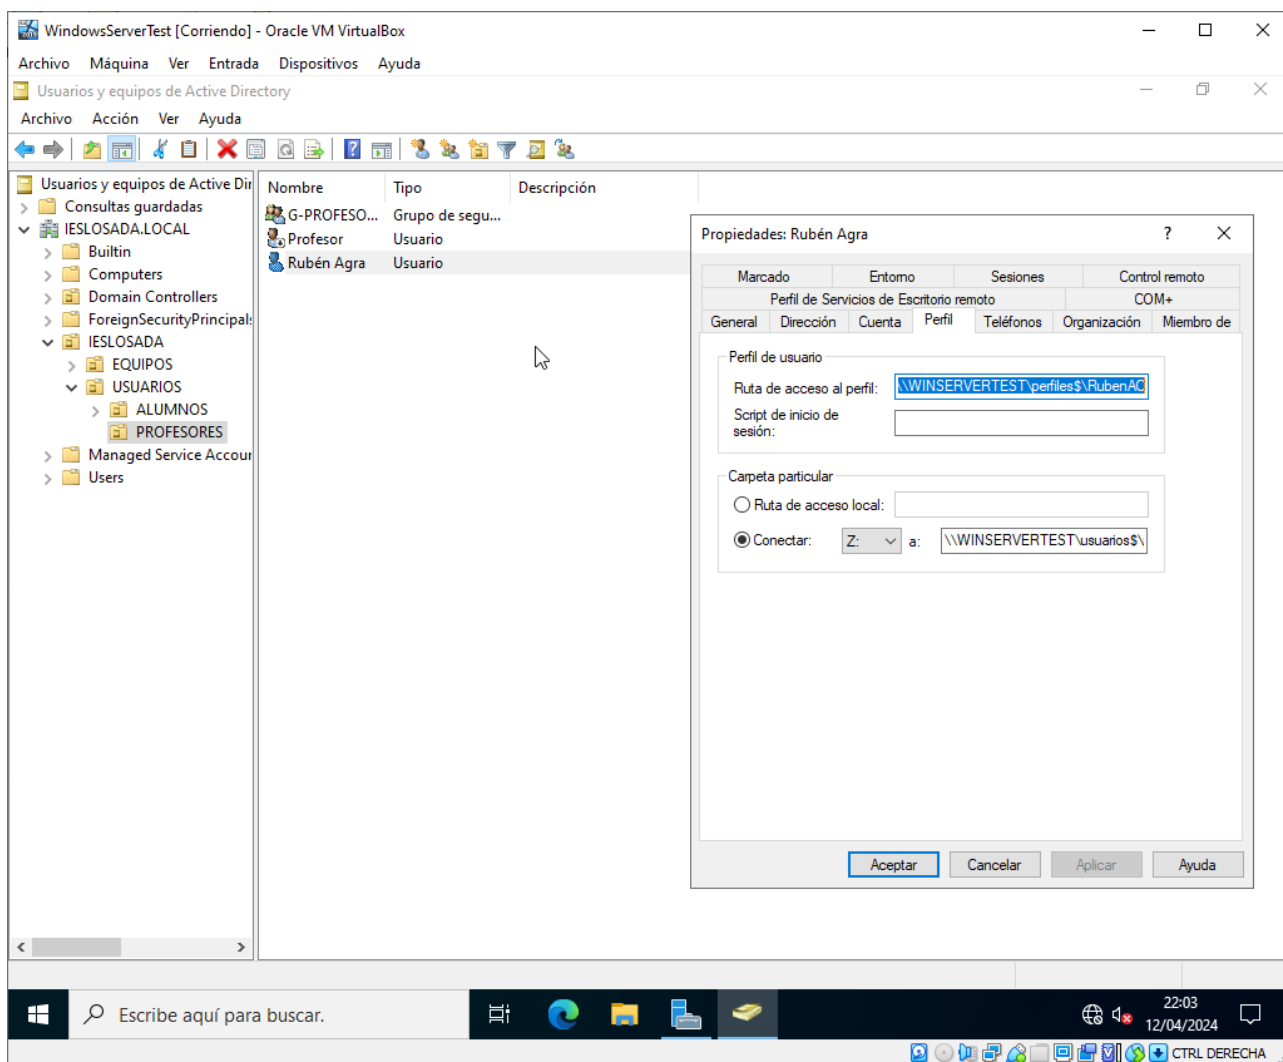 WindowsServerTest [Corriendo] - Oracle VM VirtualBox
Archivo Máquina Ver Entrada Dispositivos Ayuda
Usuarios y equipos de Active Directory
Archivo Acción Ver Ayuda
Usuarios y equipos de Active Dir
Consultas guardadas
IESLOSADA.LOCAL
Builtin
Computers
Domain Controllers
ForeignSecurityPrincipal
IESLOSADA
EQUIPOS
USUARIOS
ALUMNOS
PROFESORES
Managed Service Accour
Users
Nombre Tipo Descripción
G-PROFESO... Grupo de segu...
Profesor Usuario
Rubén Agra Usuario
Propiedades: Rubén Agra ?
Marcado Entorno Sesiones Control remoto
Perfil de Servicios de Escritorio remoto COM+
General Dirección Cuenta Perfil Teléfonos Organización Miembro de
Perfil de usuario
Ruta de acceso al perfil: \\WINSERVERTEST\perfiles$\RubenAC
Script de inicio de
sesión:
Carpeta particular
Ruta de acceso local:
Conectar: Z: a: \\WINSERVERTEST\usuarios$\
Aceptar Cancelar Aplicar Ayuda
Escribe aquí para buscar.
22:03
12/04/2024
CTRL DERECHA